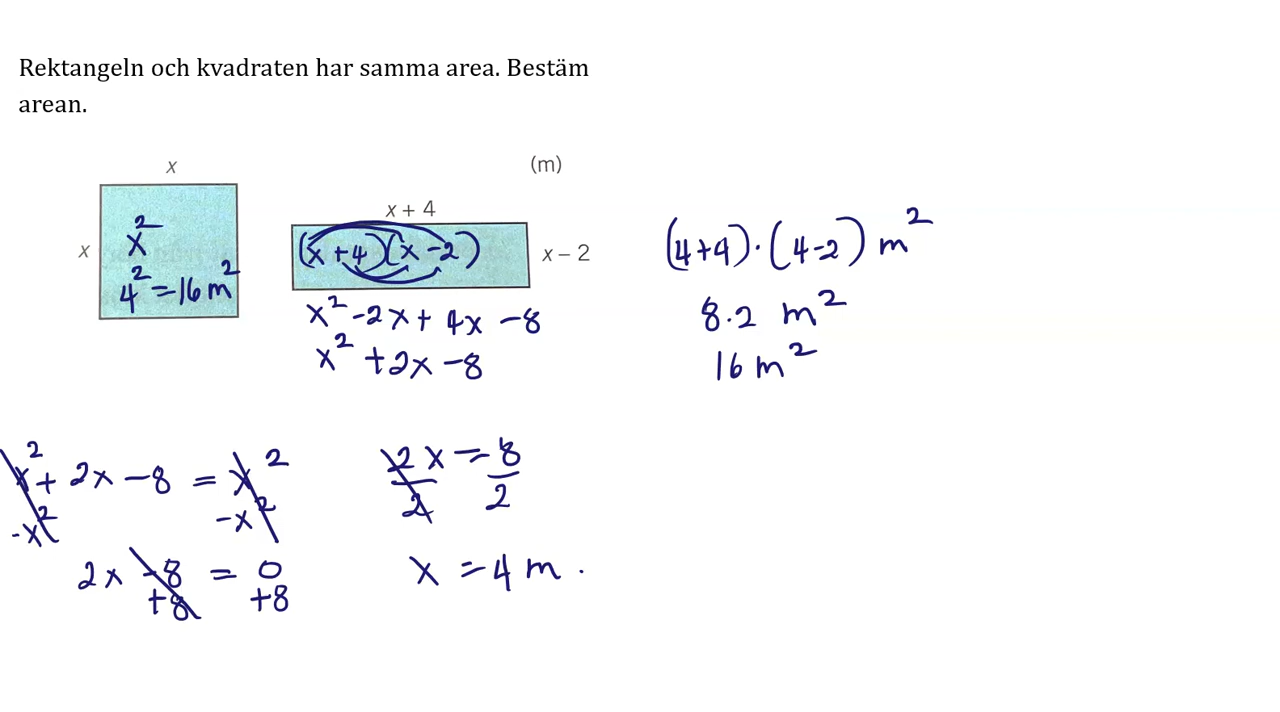 Rektangeln och kvadraten har samma area. Bestäm
arean.
x
(m)
x
x²
4² = 16 m²
x + 4
(x + 4)(x - 2)
x – 2
x² - 2x + 4x - 8
x² + 2x - 8
(4+4)·(4-2) m²
8·2 m²
16 m²
x² + 2x - 8 = x²
-x² -x²
2x - 8 = 0
+8 +8
2x = 8
2 2
x = 4 m.